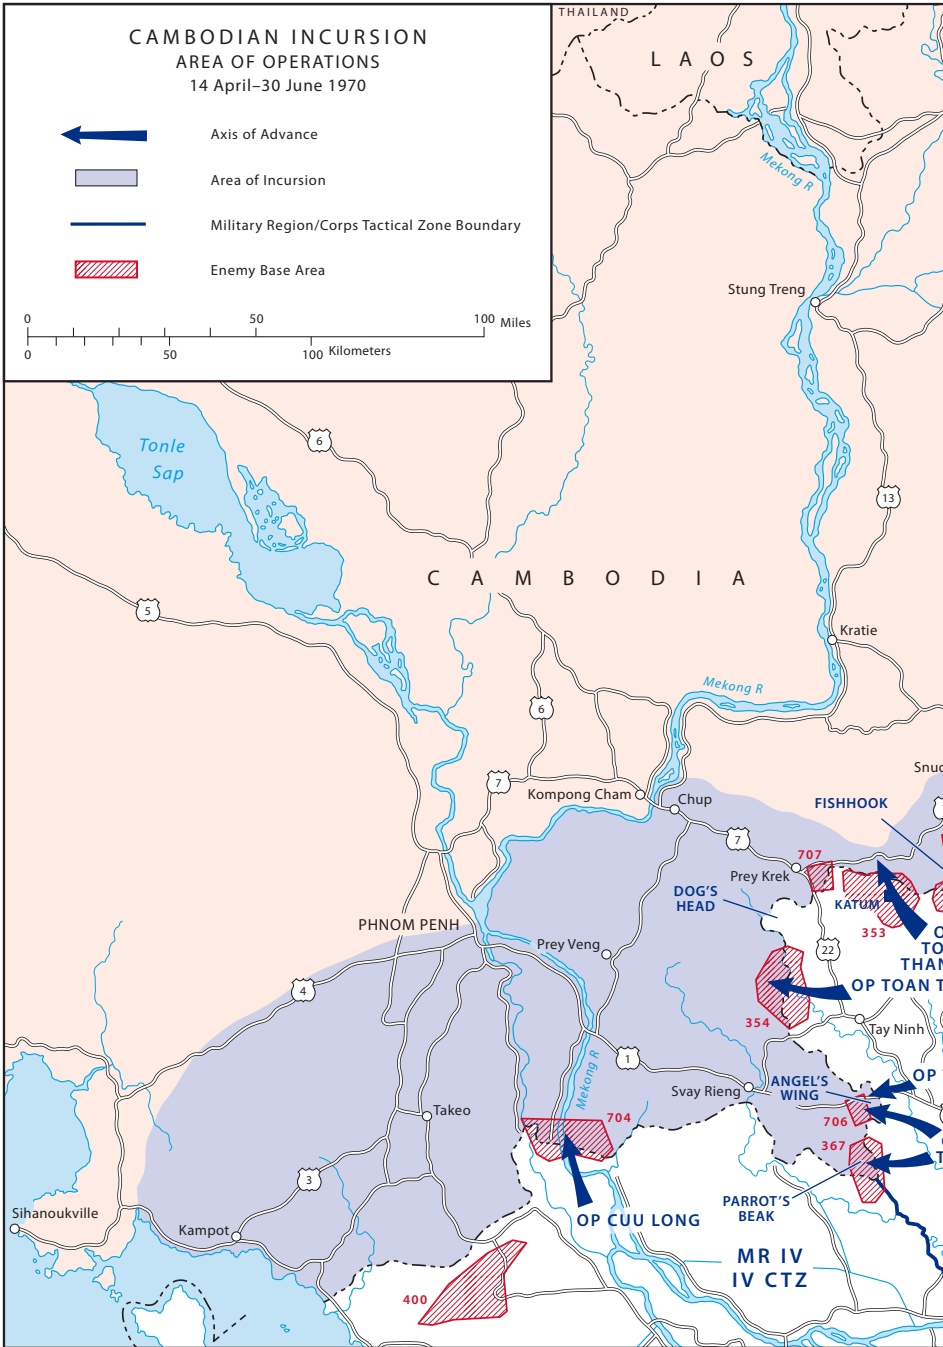 CAMBODIAN INCURSION
AREA OF OPERATIONS
14 April–30 June 1970
Axis of Advance
Area of Incursion
Military Region/Corps Tactical Zone Boundary
Enemy Base Area
0 50 100 Miles
0 50 100 Kilometers
THAILAND
LAOS
Mekong R
Stung Treng
Tonle
Sap
6
13
CAMBODIA
5
Kratie
Mekong R
6
7
Kompong Cham
Chup
Snuo
FISHHOOK
7
707
Prey Krek
DOG'S
HEAD
KATUM
353
PHNOM PENH
O
TO
THAN
Prey Veng
22
4
OP TOAN T
354
Tay Ninh
1
Mekong R
OP
ANGEL'S
WING
Svay Rieng
Takeo
704
706
367
T
3
PARROT'S
BEAK
Sihanoukville
Kampot
OP CUU LONG
MR IV
IV CTZ
400